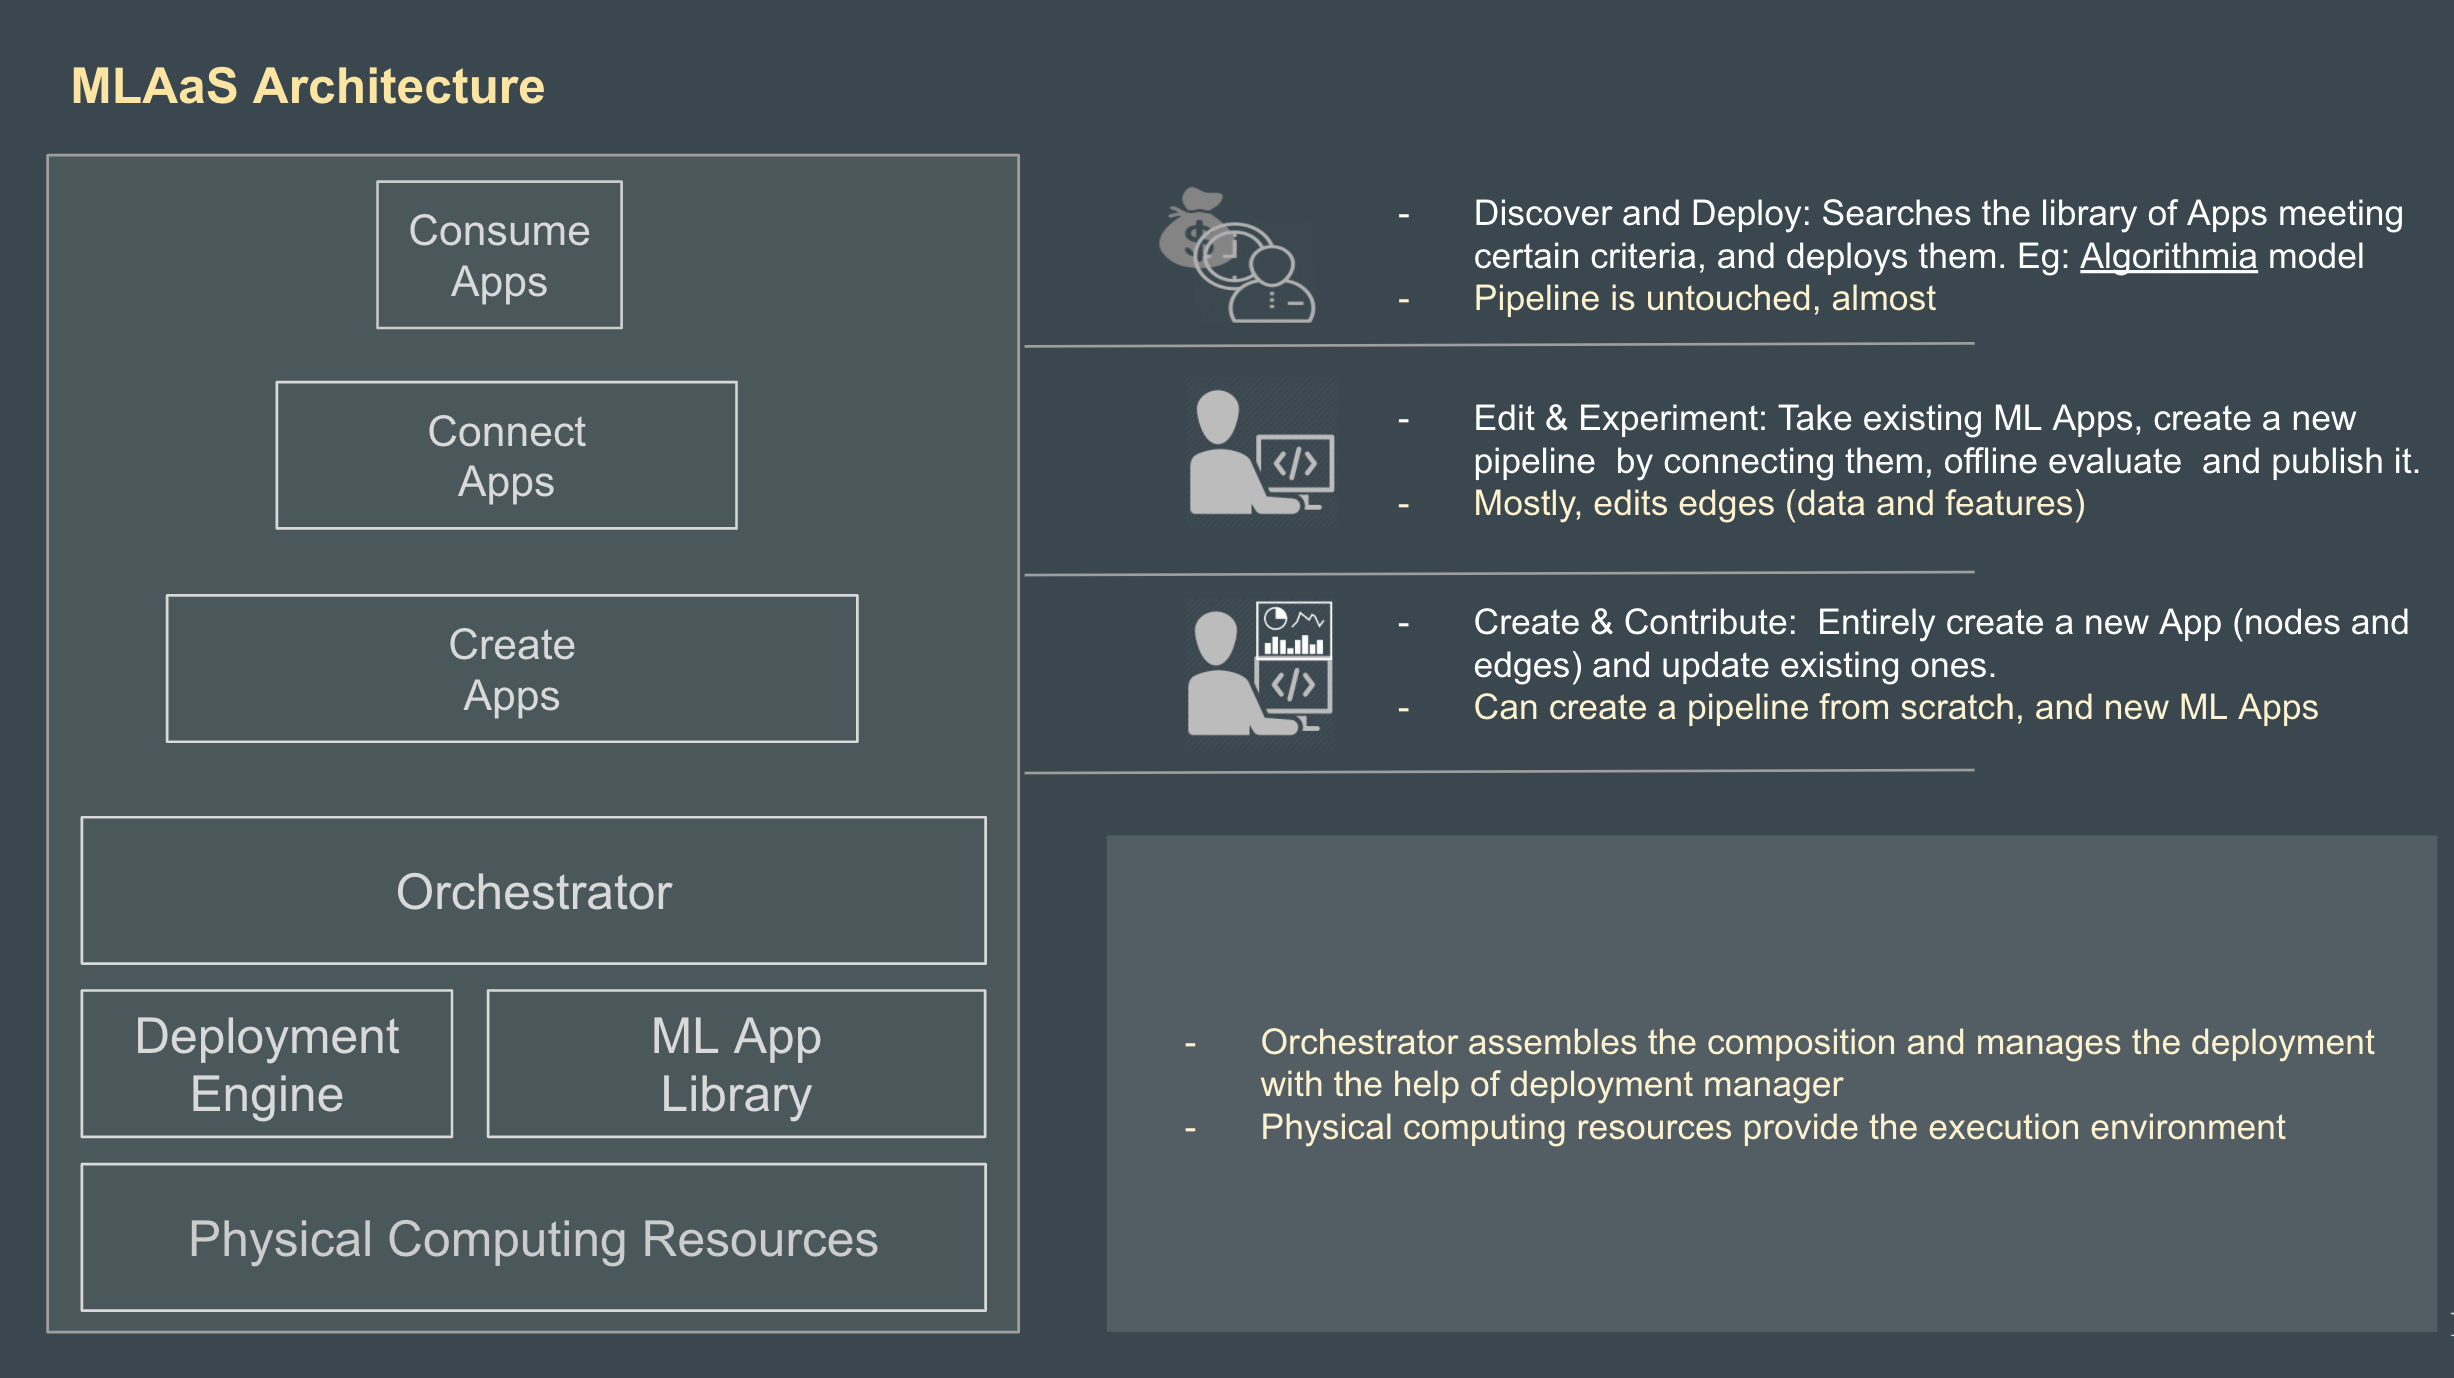 MLAaS Architecture
Consume
Apps
Connect
Apps
Create
Apps
Orchestrator
Deployment
Engine
ML App
Library
Physical Computing Resources
- Discover and Deploy: Searches the library of Apps meeting
certain criteria, and deploys them. Eg: Algorithmia model
- Pipeline is untouched, almost
- Edit & Experiment: Take existing ML Apps, create a new
pipeline  by connecting them, offline evaluate  and publish it.
- Mostly, edits edges (data and features)
- Create & Contribute:  Entirely create a new App (nodes and
edges) and update existing ones.
- Can create a pipeline from scratch, and new ML Apps
- Orchestrator assembles the composition and manages the deployment
with the help of deployment manager
- Physical computing resources provide the execution environment